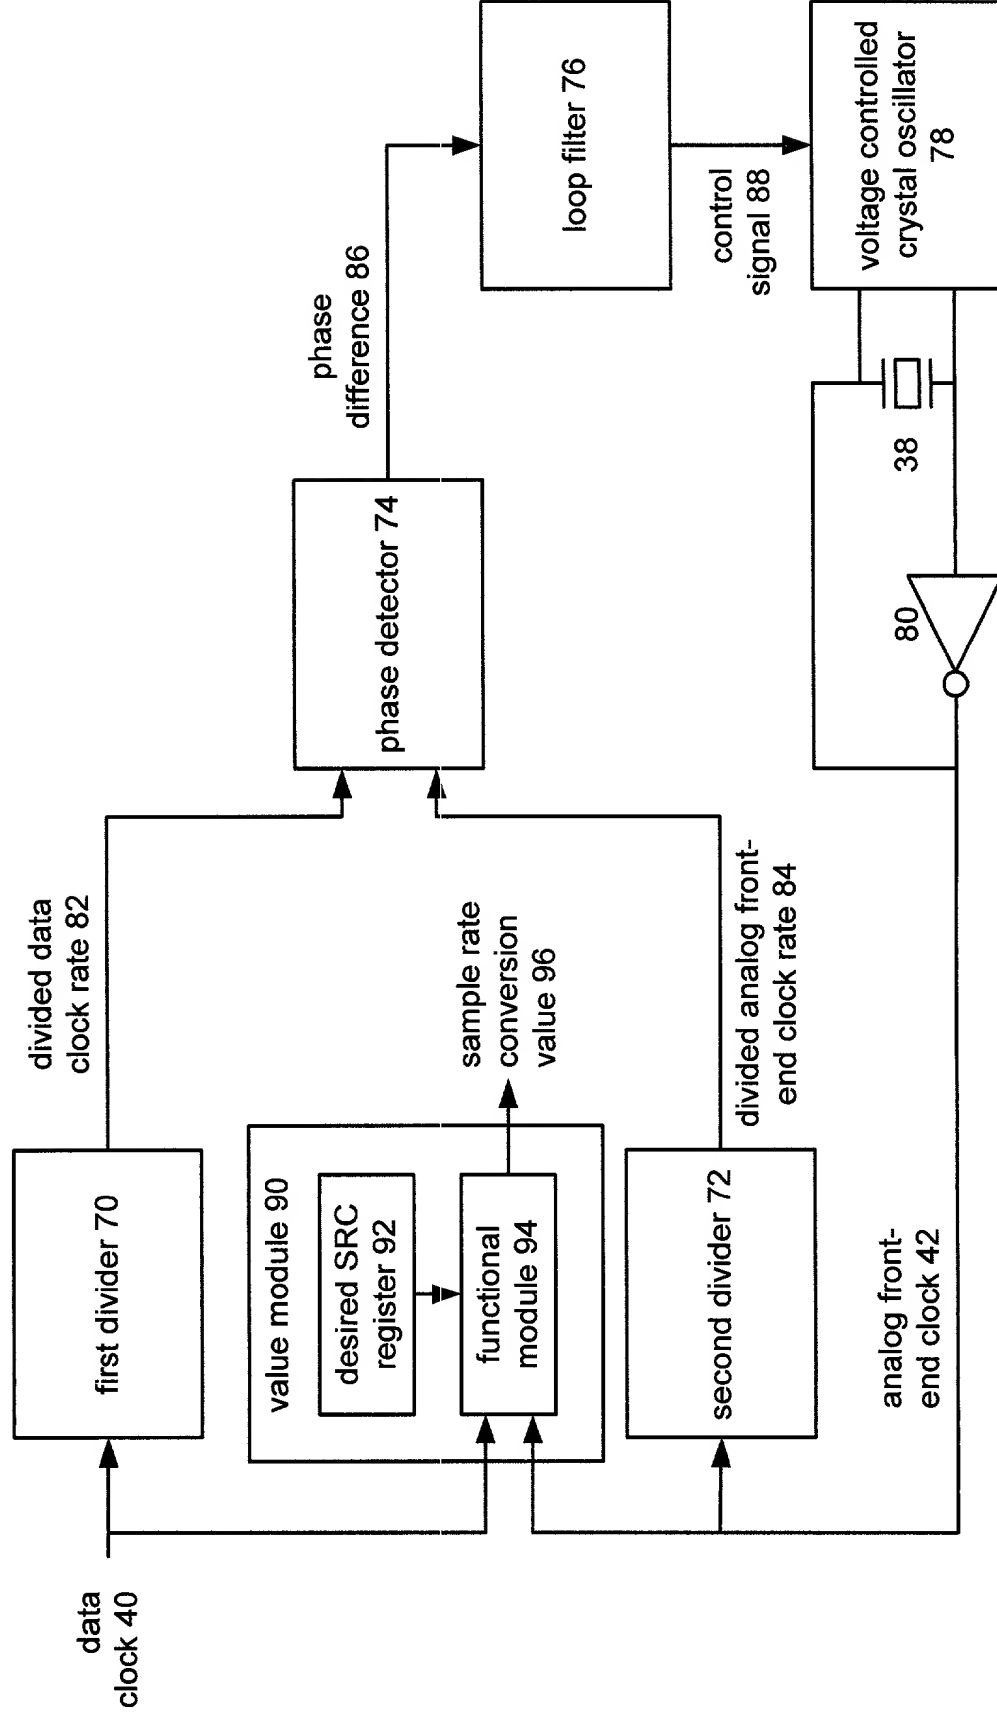 data
clock 40
first divider 70
divided data
clock rate 82
value module 90
desired SRC
register 92
functional
module 94
sample rate
conversion
value 96
second divider 72
divided analog front-
end clock rate 84
phase detector 74
phase
difference 86
loop filter 76
control
signal 88
voltage controlled
crystal oscillator
78
38
80
analog front-
end clock 42